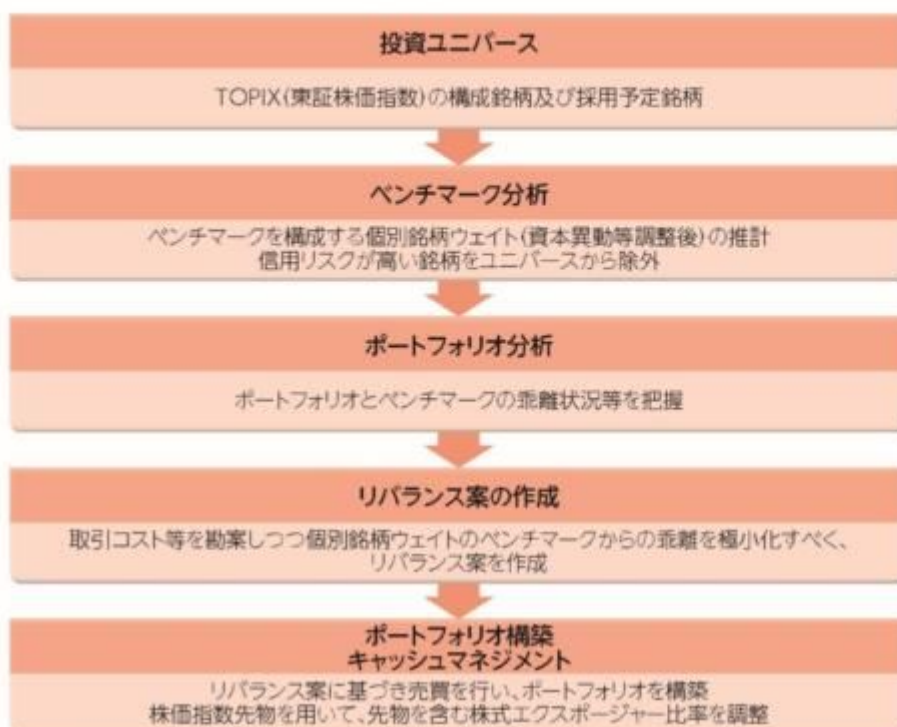 投資ユニバース
TOPIX(東証株価指数)の構成銘柄及び採用予定銘柄
ベンチマーク分析
ベンチマークを構成する個別銘柄ウェイト(資本異動等調整後)の推計
信用リスクが高い銘柄をユニバースから除外
ポートフォリオ分析
ポートフォリオとベンチマークの乖離状況等を把握
リバランス案の作成
取引コスト等を勘案しつつ個別銘柄ウェイトのベンチマークからの乖離を極小化すべく、
リバランス案を作成
ポートフォリオ構築
キャッシュマネジメント
リバランス案に基づき売買を行い、ポートフォリオを構築
株価指数先物を用いて、先物を含む株式エクスポージャー比率を調整